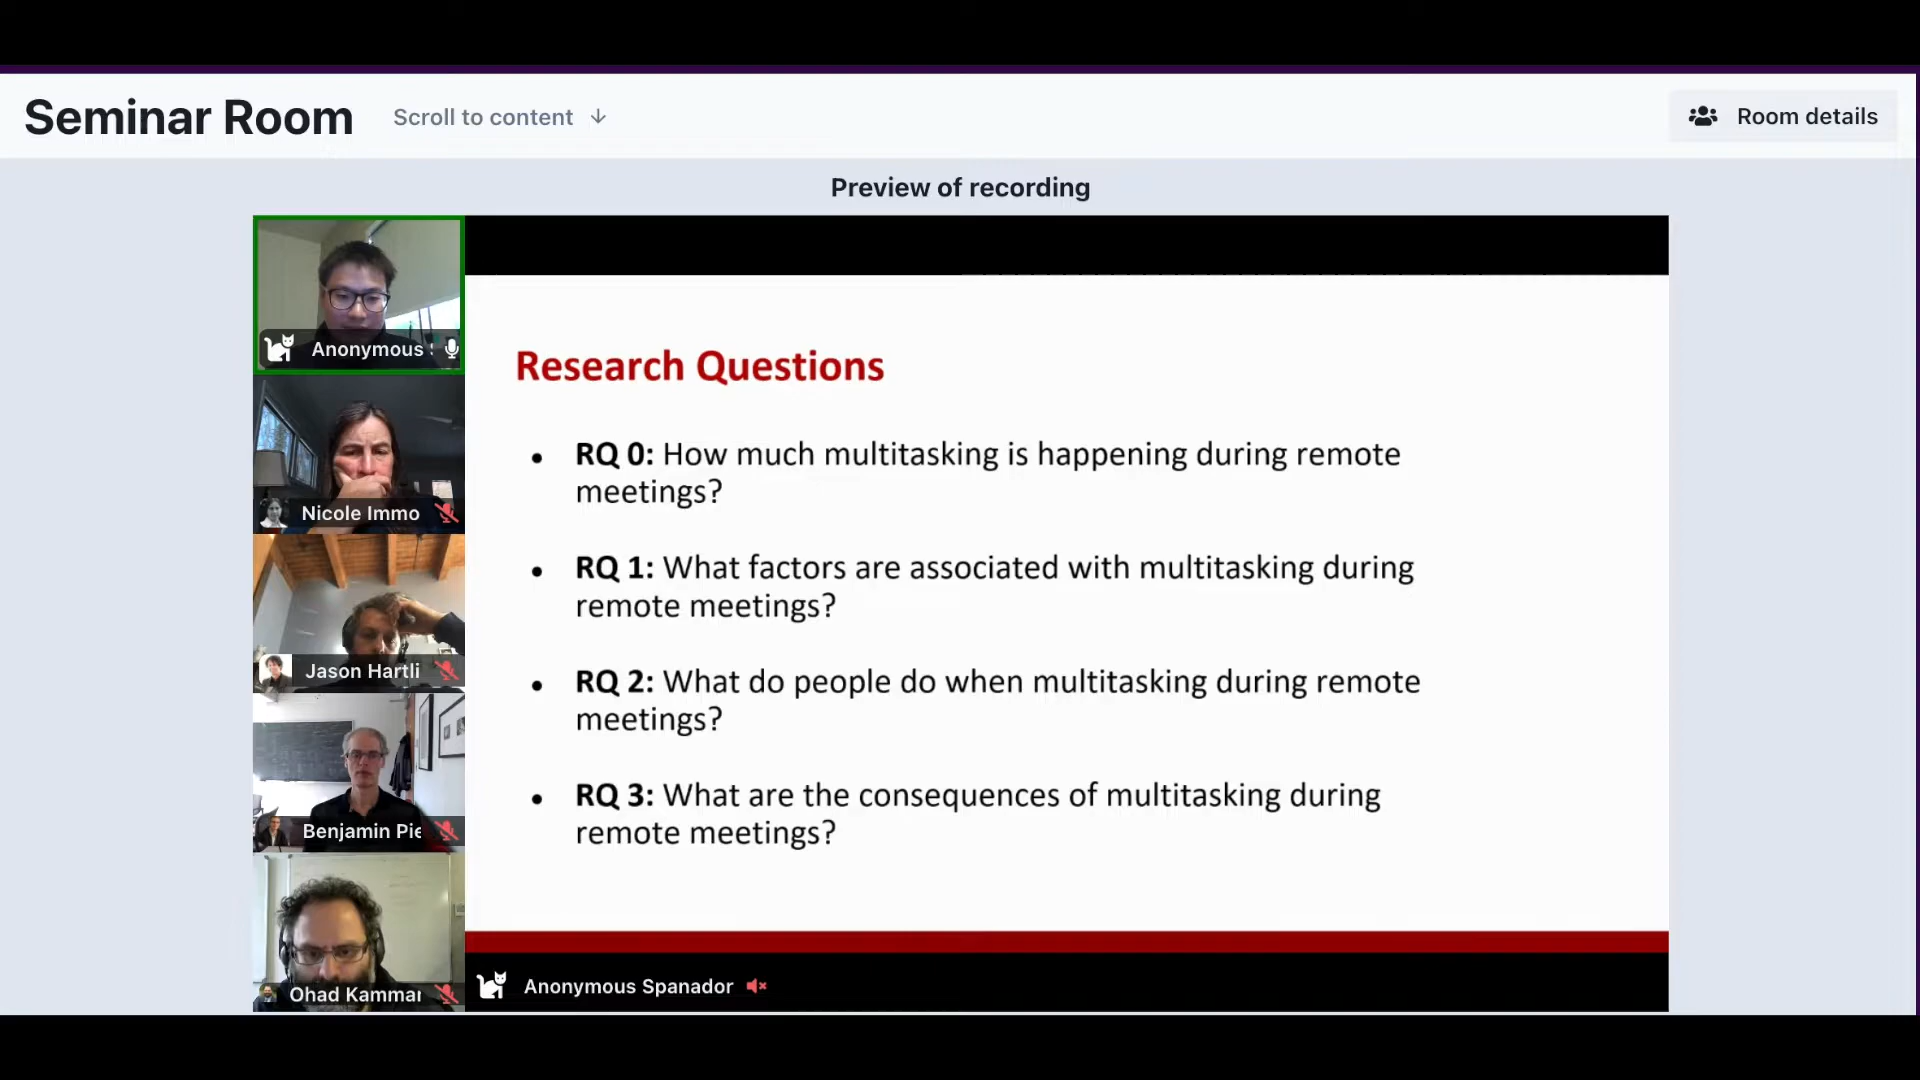 Seminar Room
Scroll to content ↓
Room details
Preview of recording
Anonymous
Nicole Immo
Jason Hartli
Benjamin Pie
Ohad Kammar
Research Questions
• RQ 0: How much multitasking is happening during remote
meetings?
• RQ 1: What factors are associated with multitasking during
remote meetings?
• RQ 2: What do people do when multitasking during remote
meetings?
• RQ 3: What are the consequences of multitasking during
remote meetings?
Anonymous Spanador